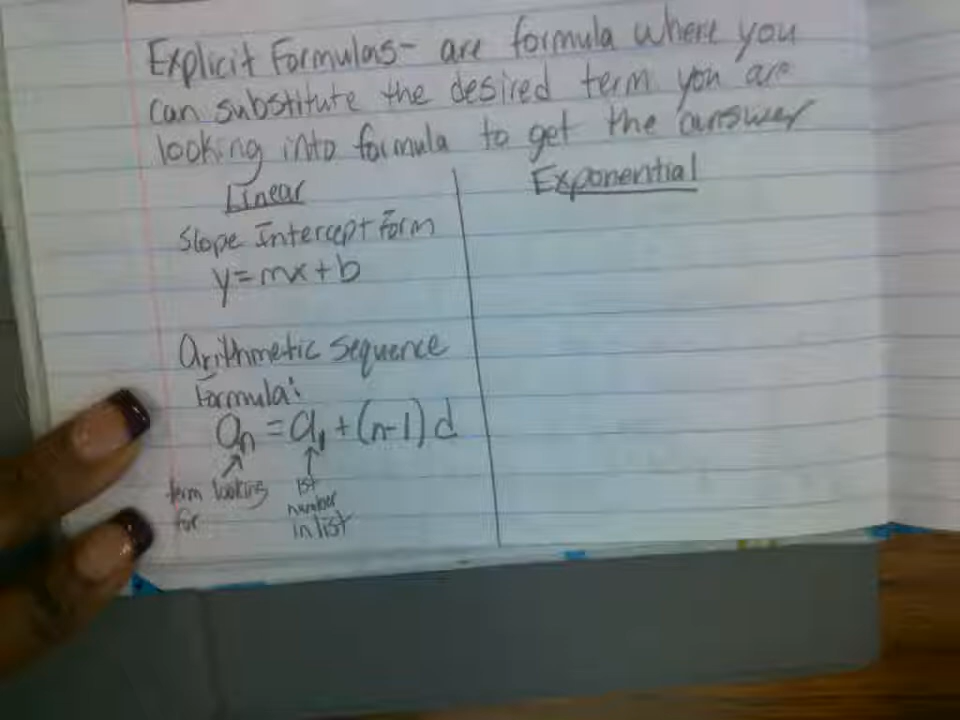 Explicit Formulas- are formula where you
can substitute the desired term you are
looking into formula to get the answer
Linear
Slope Intercept Form
y=mx+b
Arithmetic Sequence
Formula:
aₙ = a₁ + (n-1)d
term looking
for
1st
number
in list
Exponential